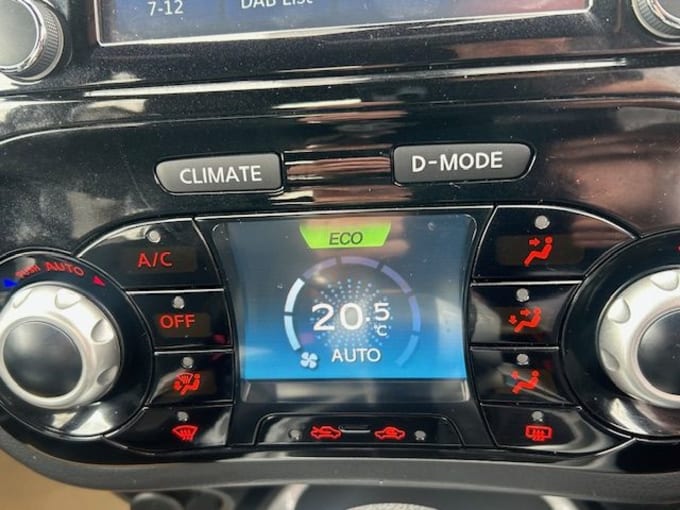 7-12 DAB List
CLIMATE D-MODE
ECO
A/C
AUTO
OFF
20.5°C
AUTO